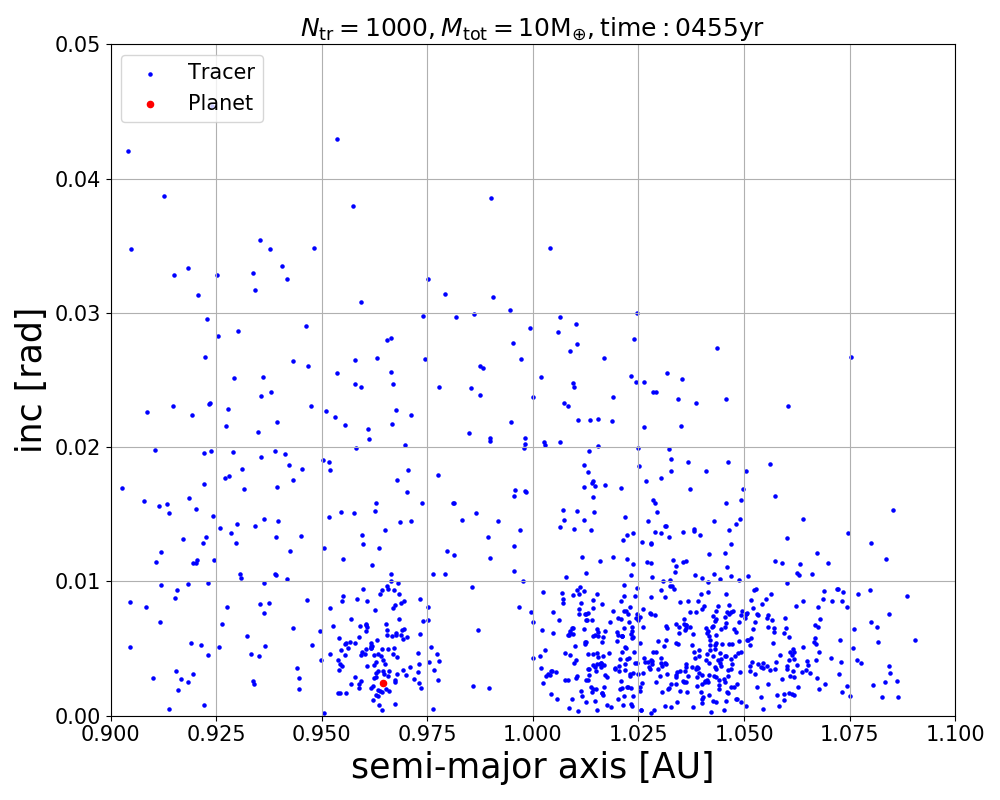 N_tr = 1000, M_tot = 10M_⊕, time : 0455yr
Tracer
Planet
0.05
0.04
0.03
0.02
0.01
0.00
inc [rad]
0.900 0.925 0.950 0.975 1.000 1.025 1.050 1.075 1.100
semi-major axis [AU]